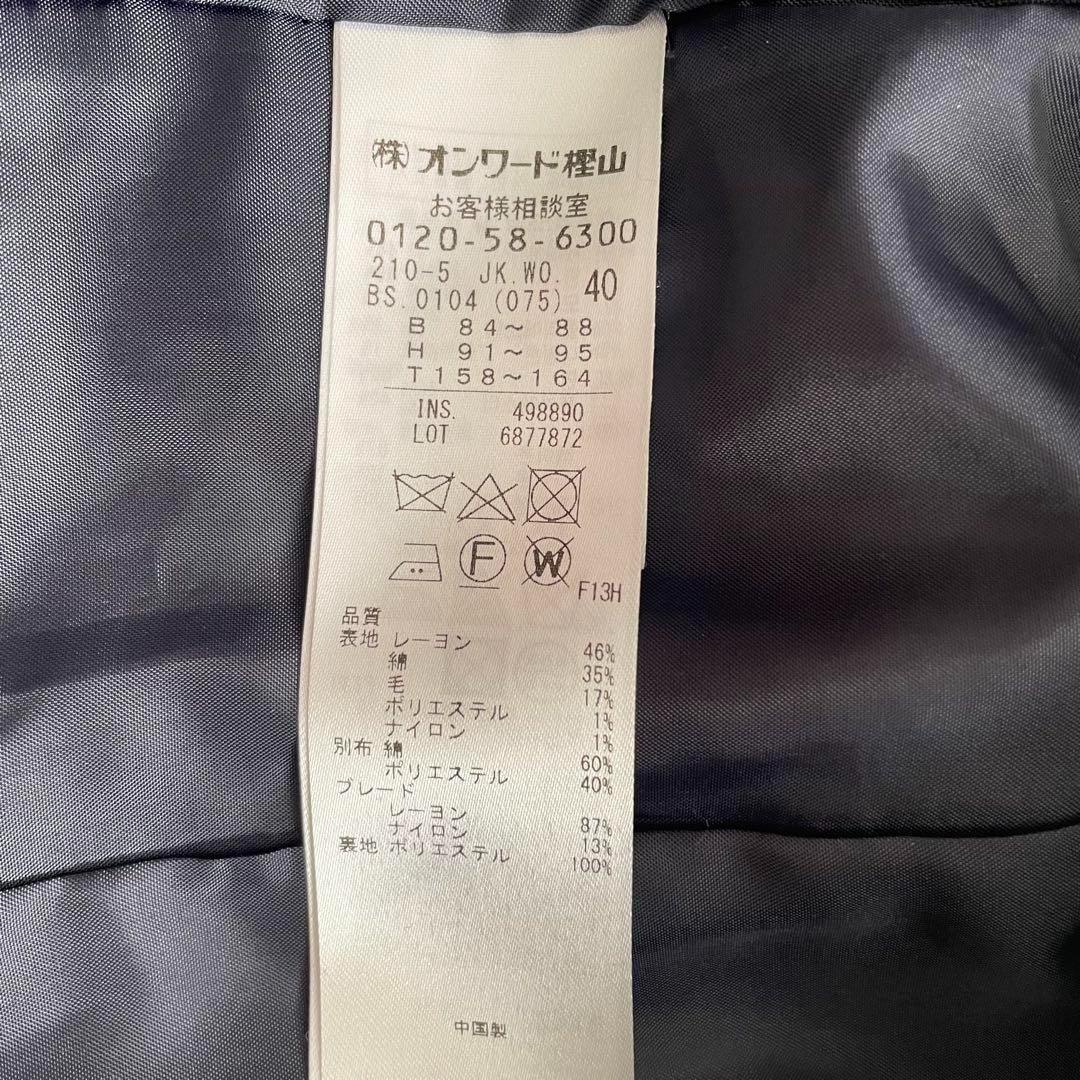 (株)オンワード樫山
お客様相談室
0120-58-6300
210-5 JK.WO. 40
BS.0104 (075)
B 84～ 88
H 91～ 95
T158～164
INS. 498890
LOT 6877872
F W
F13H
品質
表地 レーヨン 46%
綿 35%
毛 17%
ポリエステル 1%
ナイロン 1%
別布 綿 60%
ポリエステル 40%
ブレード
レーヨン 87%
ナイロン 13%
裏地 ポリエステル 100%
中国製